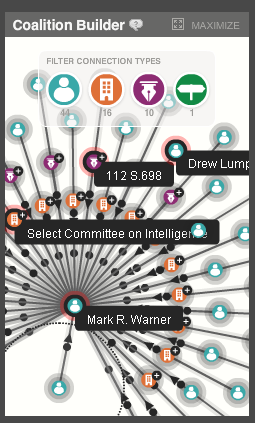 Coalition Builder ? MAXIMIZE
FILTER CONNECTION TYPES
44 16 10 1
Drew Lump
112 S.698
Select Committee on Intelligence
Mark R. Warner